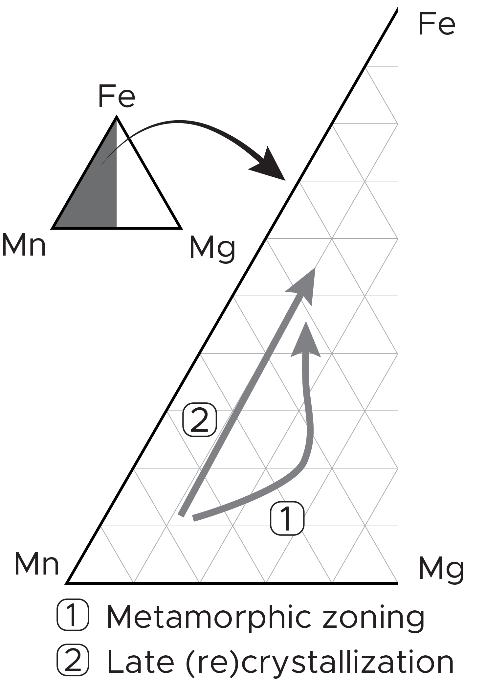 Fe
Fe
Mn
Mg
2
1
Mn
Mg
1 Metamorphic zoning
2 Late (re)crystallization